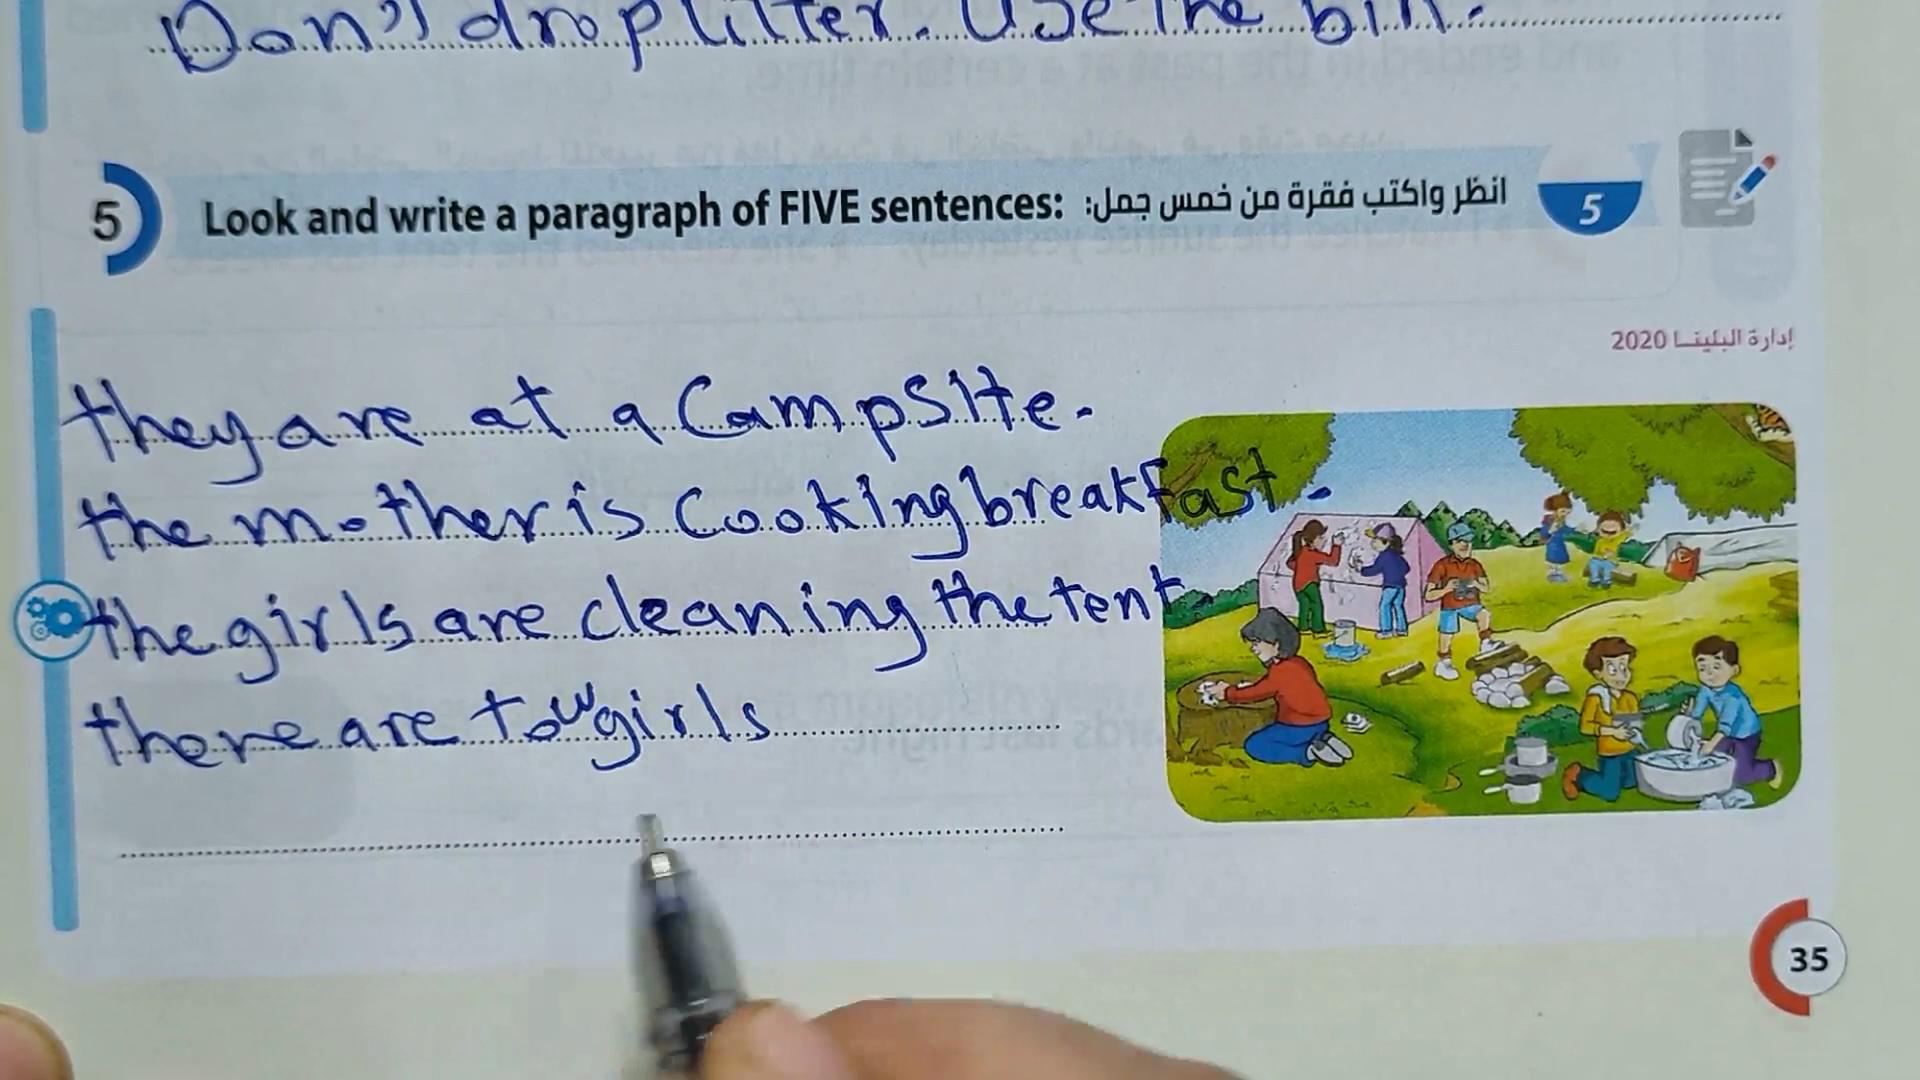 Don't drop litter. Use the bin.
5 Look and write a paragraph of FIVE sentences: انظر واكتب فقرة من خمس جمل: 5
إدارة البلينا 2020
they are at a Campsite.
the mother is cooking breakfast.
the girls are cleaning the tent.
there are tow girls
35